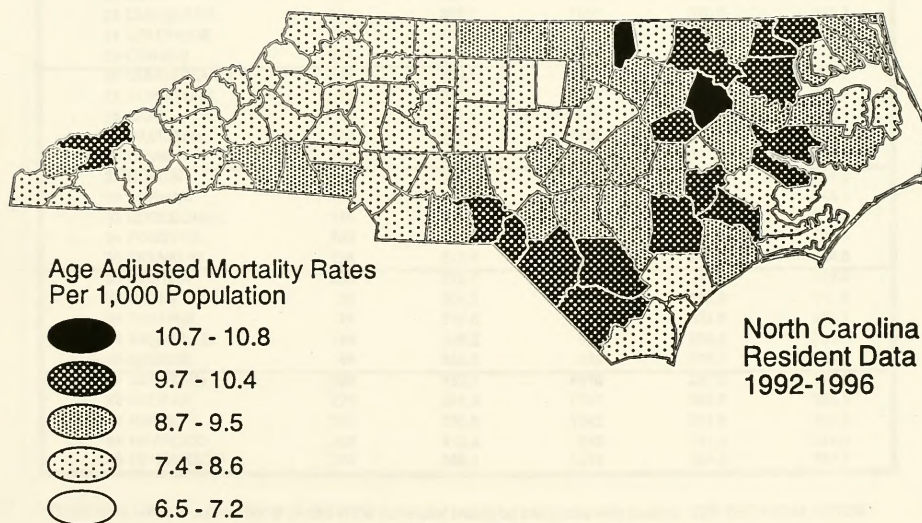 Age Adjusted Mortality Rates
Per 1,000 Population
10.7 - 10.8
9.7 - 10.4
8.7 - 9.5
7.4 - 8.6
6.5 - 7.2
North Carolina
Resident Data
1992-1996